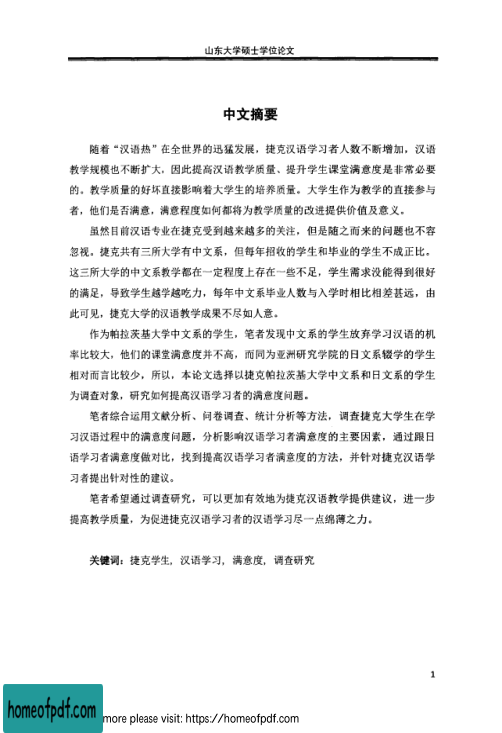 山东大学硕士学位论文
中文摘要
随着“汉语热”在全世界的迅猛发展，捷克汉语学习者人数不断增加，汉语
教学规模也不断扩大，因此提高汉语教学质量、提升学生课堂满意度是非常必要
的。教学质量的好坏直接影响着大学生的培养质量。大学生作为教学的直接参与
者，他们是否满意，满意程度如何都将为教学质量的改进提供价值及意义。
虽然目前汉语专业在捷克受到越来越多的关注，但是随之而来的问题也不容
忽视。捷克共有三所大学有中文系，但每年招收的学生和毕业的学生不成正比。
这三所大学的中文系教学都在一定程度上存在一些不足，学生需求没能得到很好
的满足，导致学生越学越吃力，每年中文系毕业人数与入学时相比相差甚远，由
此可见，捷克大学的汉语教学成果不尽如人意。
作为帕拉茨基大学中文系的学生，笔者发现中文系的学生放弃学习汉语的机
率比较大，他们的课堂满意度并不高，而同为亚洲研究学院的日文系辍学的学生
相对而言比较少，所以，本论文选择以捷克帕拉茨基大学中文系和日文系的学生
为调查对象，研究如何提高汉语学习者的满意度问题。
笔者综合运用文献分析、问卷调查、统计分析等方法，调查捷克大学生在学
习汉语过程中的满意度问题，分析影响汉语学习者满意度的主要因素，通过跟日
语学习者满意度做对比，找到提高汉语学习者满意度的方法，并针对捷克汉语学
习者提出针对性的建议。
笔者希望通过调查研究，可以更加有效地为捷克汉语教学提供建议，进一步
提高教学质量，为促进捷克汉语学习者的汉语学习尽一点绵薄之力。
关键词：捷克学生，汉语学习，满意度，调查研究
1
homeofpdf.com
more please visit: https://homeofpdf.com